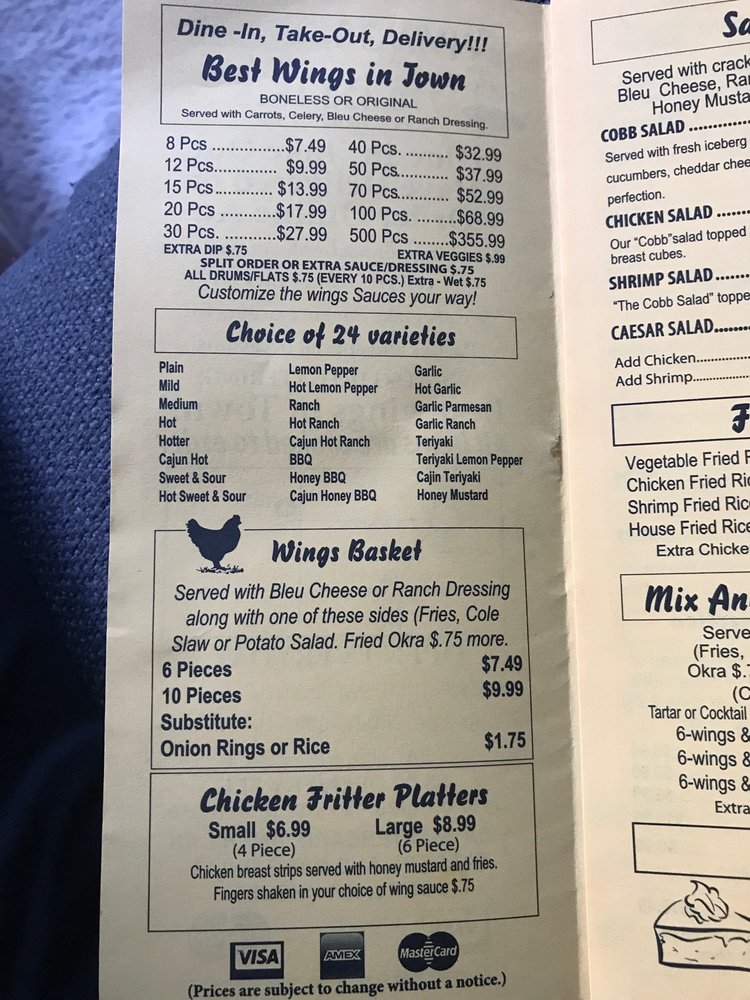 Dine -In, Take-Out, Delivery!!!
Best Wings in Town
BONELESS OR ORIGINAL
Served with Carrots, Celery, Bleu Cheese or Ranch Dressing.
8 Pcs ...............$7.49 40 Pcs. .......... $32.99
12 Pcs.............. $9.99 50 Pcs........... $37.99
15 Pcs............. $13.99 70 Pcs........... $52.99
20 Pcs ............$17.99 100 Pcs. .........$68.99
30 Pcs. ...........$27.99 500 Pcs ........$355.99
EXTRA DIP $.75 EXTRA VEGGIES $.99
SPLIT ORDER OR EXTRA SAUCE/DRESSING $.75
ALL DRUMS/FLATS $.75 (EVERY 10 PCS.) Extra - Wet $.75
Customize the wings Sauces your way!
Choice of 24 varieties
Plain Lemon Pepper Garlic
Mild Hot Lemon Pepper Hot Garlic
Medium Ranch Garlic Parmesan
Hot Hot Ranch Garlic Ranch
Hotter Cajun Hot Ranch Teriyaki
Cajun Hot BBQ Teriyaki Lemon Pepper
Sweet & Sour Honey BBQ Cajin Teriyaki
Hot Sweet & Sour Cajun Honey BBQ Honey Mustard
Wings Basket
Served with Bleu Cheese or Ranch Dressing
along with one of these sides (Fries, Cole
Slaw or Potato Salad. Fried Okra $.75 more.
6 Pieces $7.49
10 Pieces $9.99
Substitute:
Onion Rings or Rice $1.75
Chicken Fritter Platters
Small $6.99 Large $8.99
(4 Piece) (6 Piece)
Chicken breast strips served with honey mustard and fries.
Fingers shaken in your choice of wing sauce $.75
VISA AMEX MasterCard
(Prices are subject to change without a notice.)
Sa
Served with crack
Bleu Cheese, Ra
Honey Musta
COBB SALAD ............
Served with fresh iceberg
cucumbers, cheddar chee
perfection.
CHICKEN SALAD ......
Our "Cobb"salad topped
breast cubes.
SHRIMP SALAD.......
"The Cobb Salad" toppe
CAESAR SALAD.......
Add Chicken..............
Add Shrimp...............
F
Vegetable Fried R
Chicken Fried Ric
Shrimp Fried Rice
House Fried Rice
Extra Chicke
Mix An
Serve
(Fries,
Okra $.
(C
Tartar or Cocktail
6-wings &
6-wings &
6-wings &
Extra